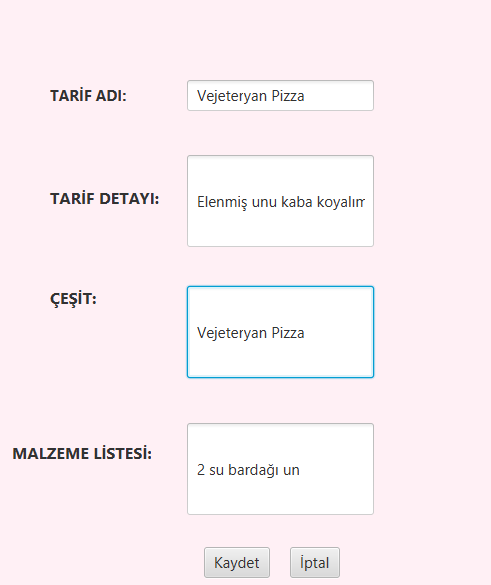 TARİF ADI: Vejeteryan Pizza
TARİF DETAYI: Elenmiş unu kaba koyalım
ÇEŞİT: Vejeteryan Pizza
MALZEME LİSTESİ: 2 su bardağı un
Kaydet İptal